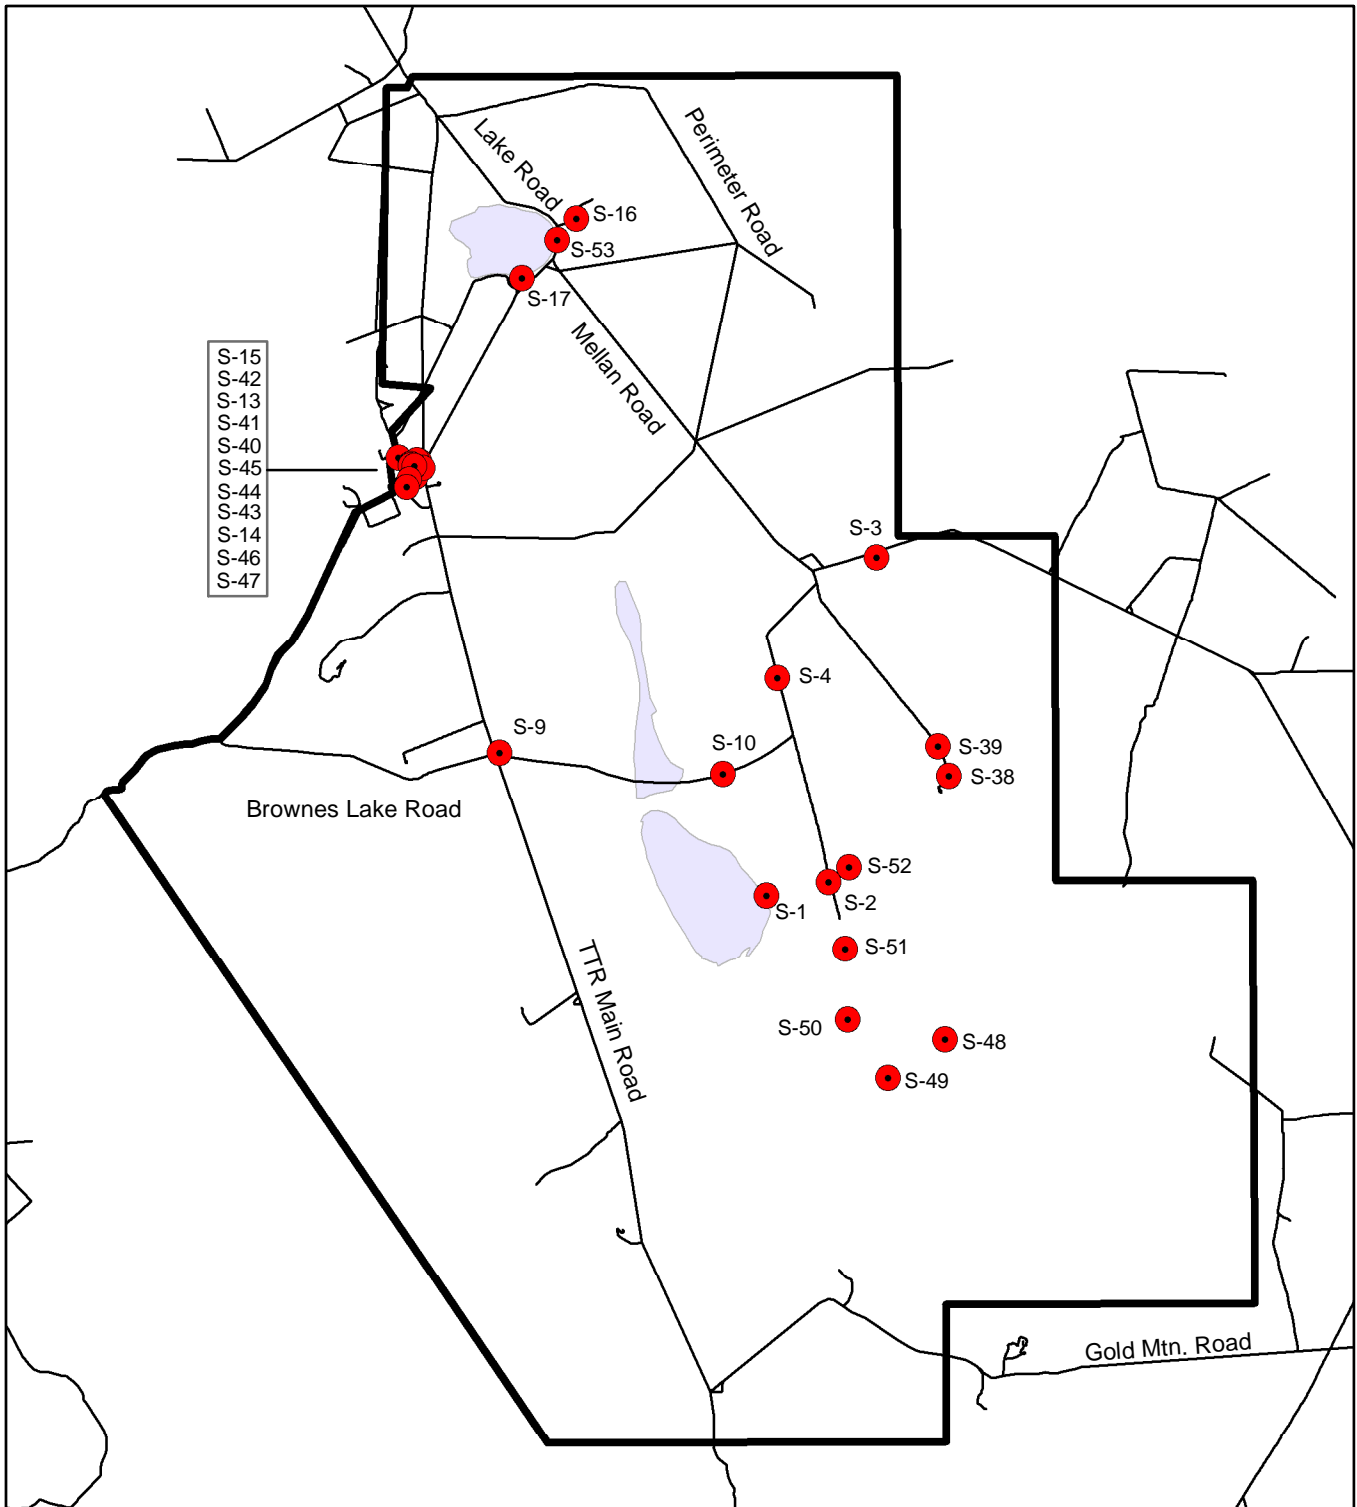 Lake Road
Perimeter Road
S-16
S-53
S-17
Mellan Road
S-15
S-42
S-13
S-41
S-40
S-45
S-44
S-43
S-14
S-46
S-47
S-3
S-4
S-9
S-10
S-39
S-38
Brownes Lake Road
S-52
S-2
S-1
S-51
TTR Main Road
S-50
S-48
S-49
Gold Mtn. Road